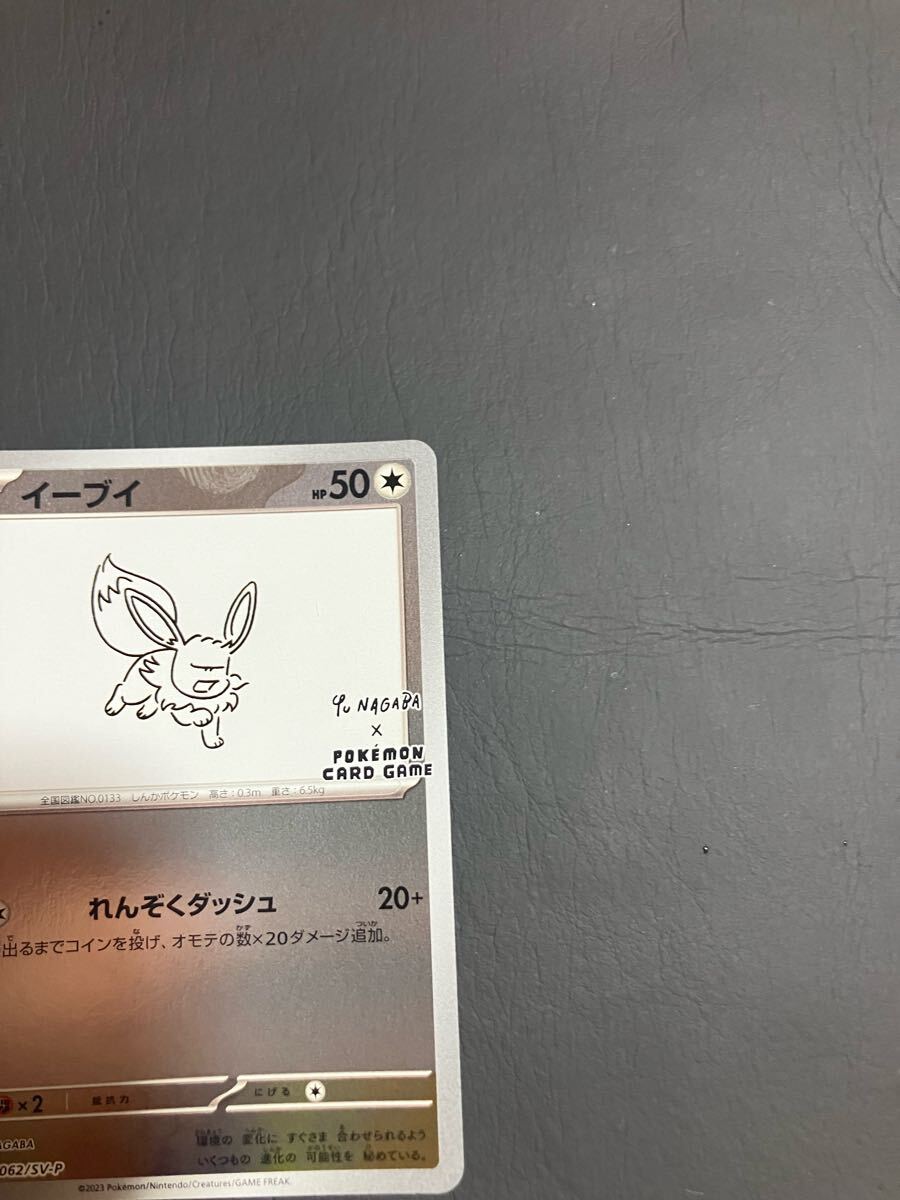 イーブイ HP 50
Yu NAGABA
×
POKÉMON
CARD GAME
全国図鑑NO.0133 しんかポケモン 高さ:0.3m 重さ:6.5kg
れんぞくダッシュ 20+
出るまでコインを投げ、オモテの数×20ダメージ追加。
×2 抵抗力 にげる
環境の 変化に すぐさま 合わせられるよう
いくつもの 進化の 可能性を 秘めている。
AGABA
062/SV-P
©2023 Pokémon/Nintendo/Creatures/GAME FREAK.